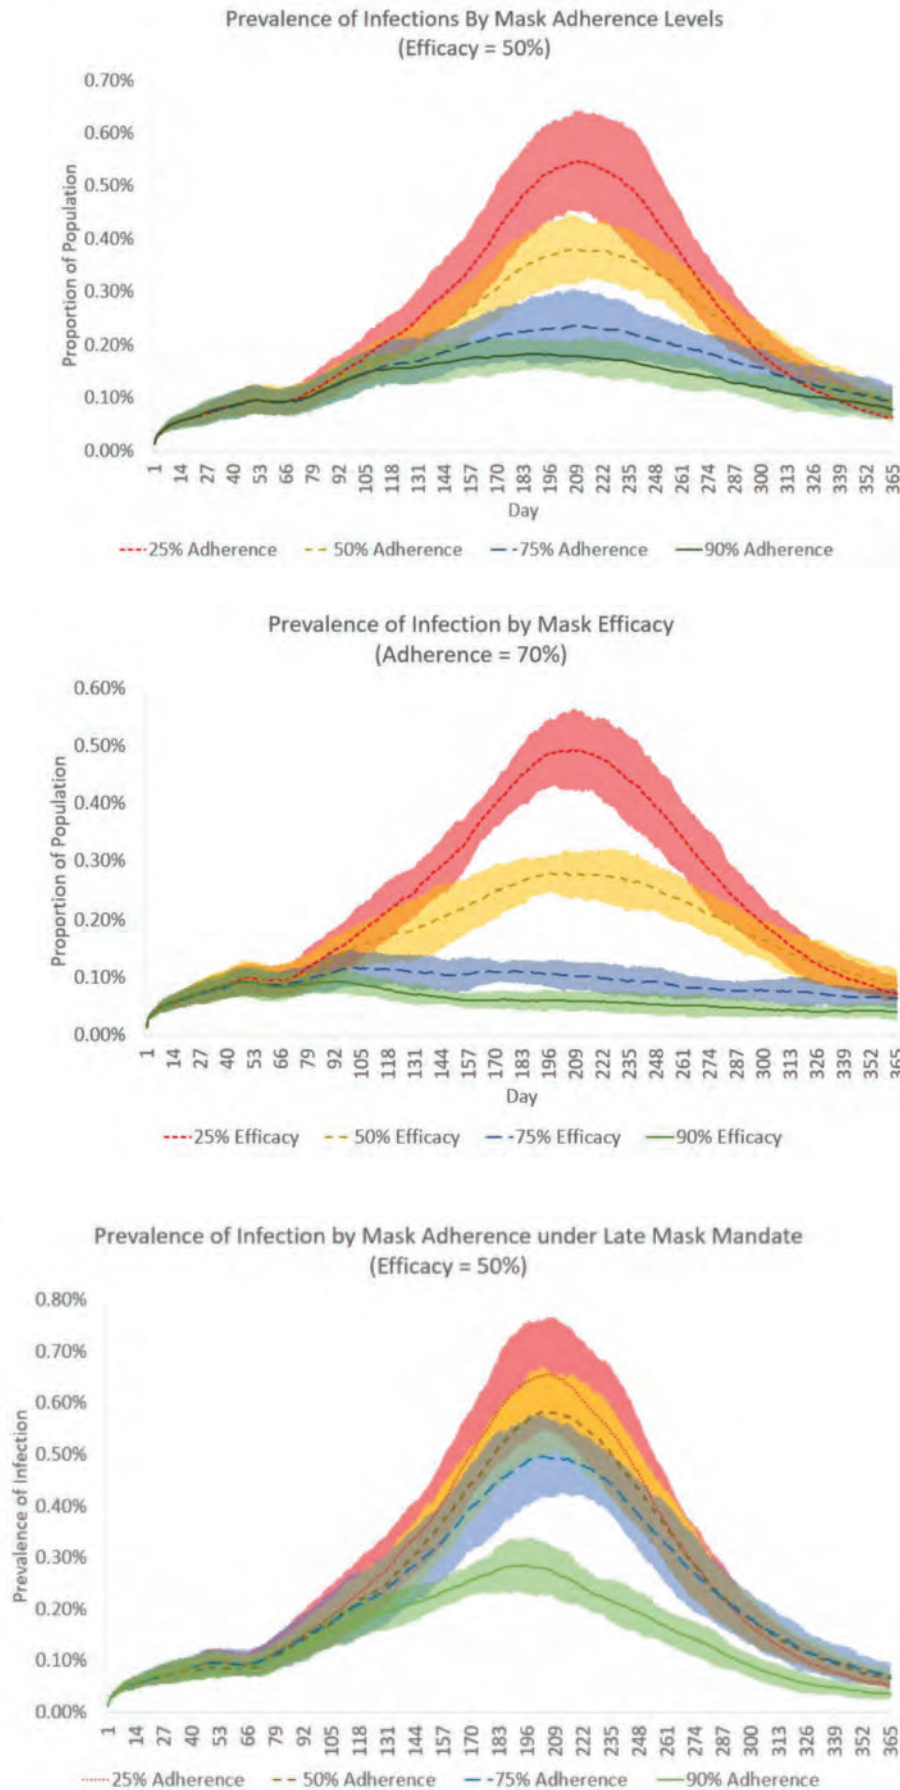 Prevalence of Infections By Mask Adherence Levels
(Efficacy = 50%)
Proportion of Population
0.70%
0.60%
0.50%
0.40%
0.30%
0.20%
0.10%
0.00%
1 14 27 40 53 66 79 92 105 118 131 144 157 170 183 196 209 222 235 248 261 274 287 300 313 326 339 352 365
Day
25% Adherence 50% Adherence 75% Adherence 90% Adherence
Prevalence of Infection by Mask Efficacy
(Adherence = 70%)
Proportion of Population
0.60%
0.50%
0.40%
0.30%
0.20%
0.10%
0.00%
1 14 27 40 53 66 79 92 105 118 131 144 157 170 183 196 209 222 235 248 261 274 287 300 313 326 339 352 365
Day
25% Efficacy 50% Efficacy 75% Efficacy 90% Efficacy
Prevalence of Infection by Mask Adherence under Late Mask Mandate
(Efficacy = 50%)
Prevalence of Infection
0.80%
0.70%
0.60%
0.50%
0.40%
0.30%
0.20%
0.10%
0.00%
1 14 27 40 53 66 79 92 105 118 131 144 157 170 183 196 209 222 235 248 261 274 287 300 313 326 339 352 365
25% Adherence 50% Adherence 75% Adherence 90% Adherence